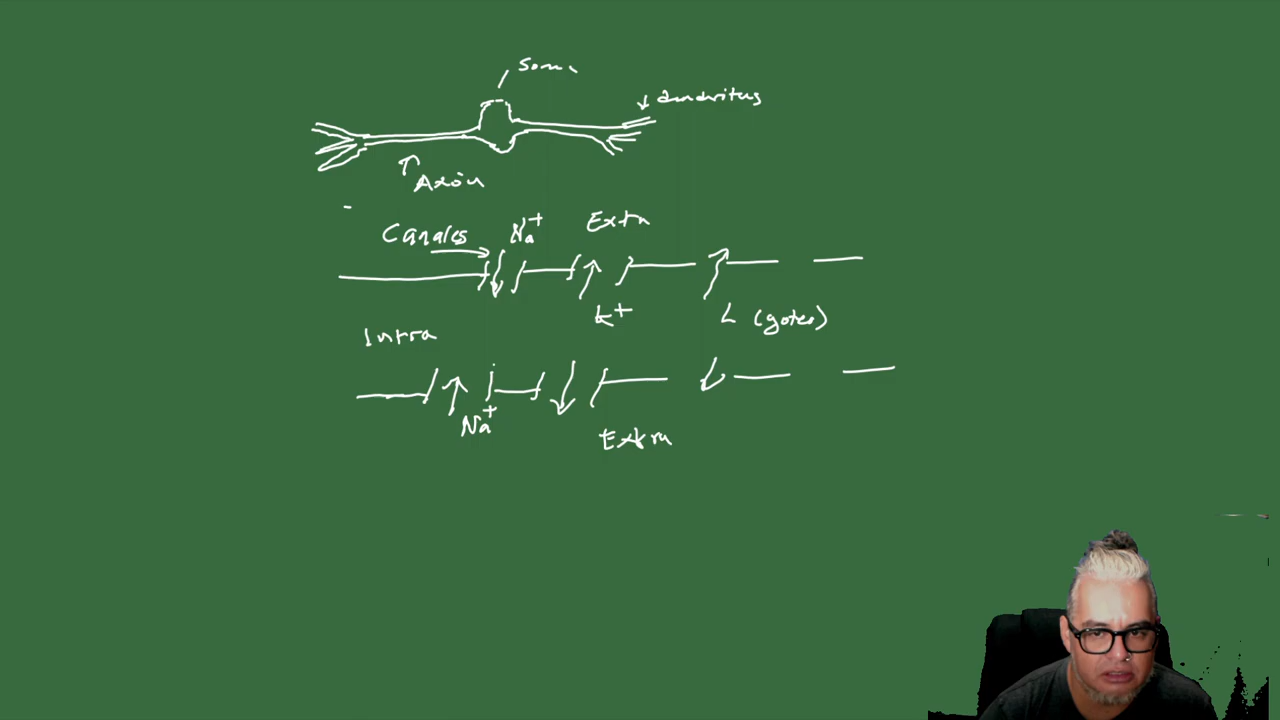 Soma
dendritas
Axón
Canales Na+ Extra
K+ L (goteo)
Intra
Na+
Extra